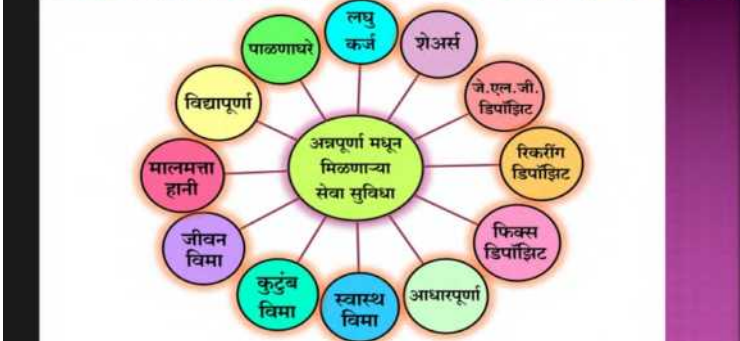 अन्नपूर्णा मधून
मिळणाऱ्या
सेवा सुविधा
लघु
कर्ज
शेअर्स
जे.एल.जी.
डिपॉझिट
रिकरींग
डिपॉझिट
फिक्स
डिपॉझिट
आधारपूर्णा
स्वास्थ
विमा
कुटुंब
विमा
जीवन
विमा
मालमत्ता
हानी
विद्यापूर्णा
पाळणाघरे